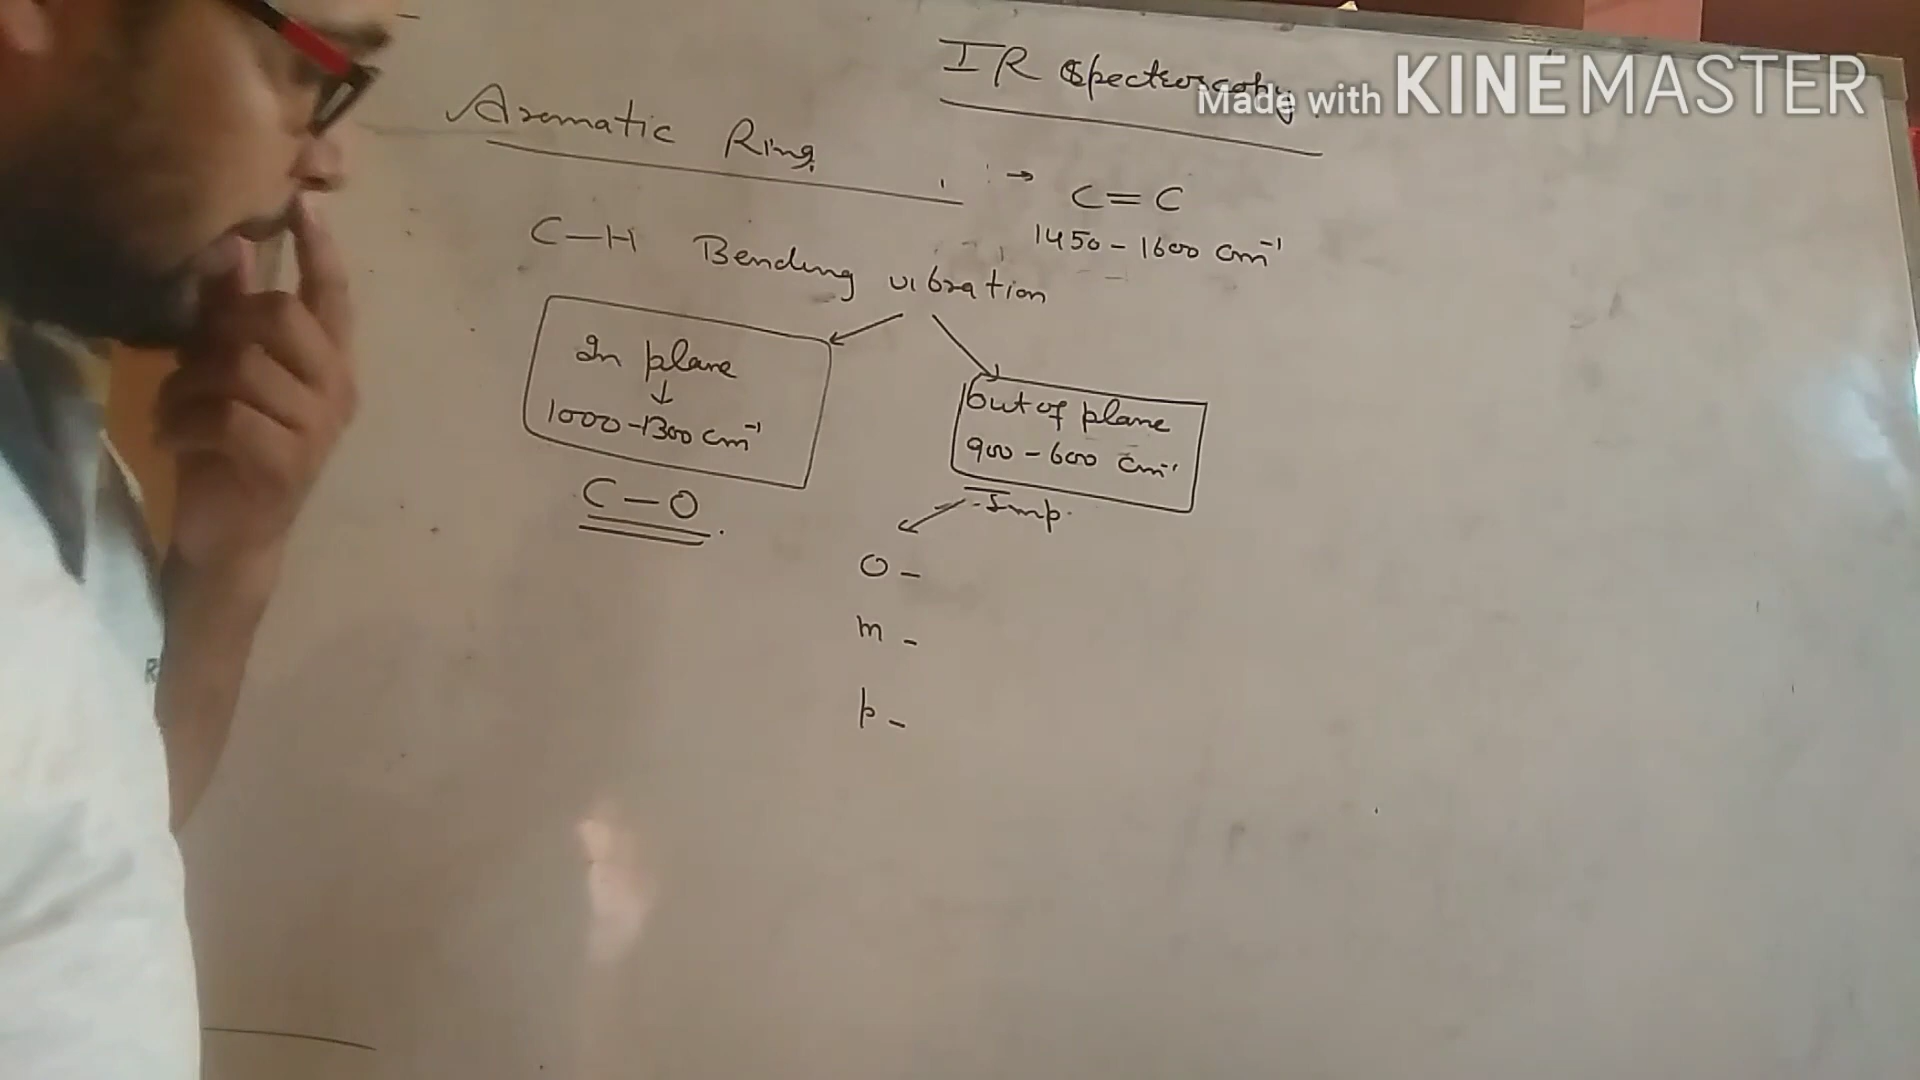 IR Spectroscopy.
Made with KINEMASTER
Aromatic Ring
→ C=C
1450-1600 cm⁻¹
C-H Bending vibration
In plane
↓
1000-1300 cm⁻¹
out of plane
900-600 cm⁻¹
C-O
Imp.
O -
m -
p -
R